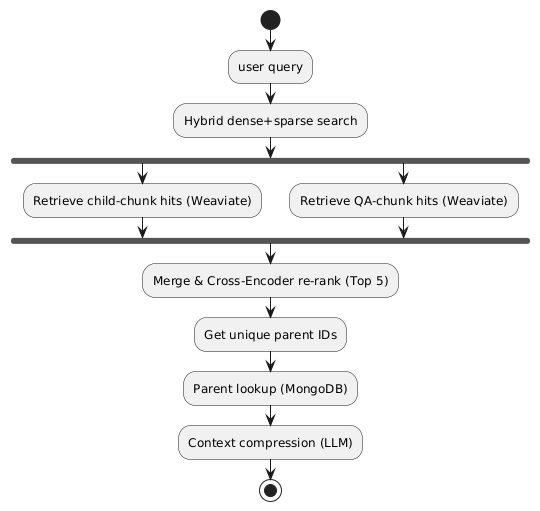 user query
Hybrid dense+sparse search
Retrieve child-chunk hits (Weaviate)
Retrieve QA-chunk hits (Weaviate)
Merge & Cross-Encoder re-rank (Top 5)
Get unique parent IDs
Parent lookup (MongoDB)
Context compression (LLM)